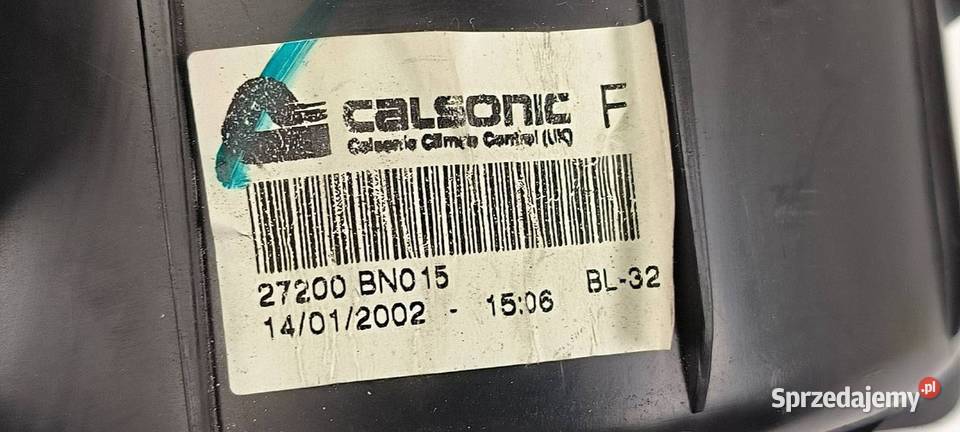 CALSONIC F
Calsonic Climate Control (UK)
27200 BN015 BL-32
14/01/2002 - 15:06
Sprzedajemy.pl